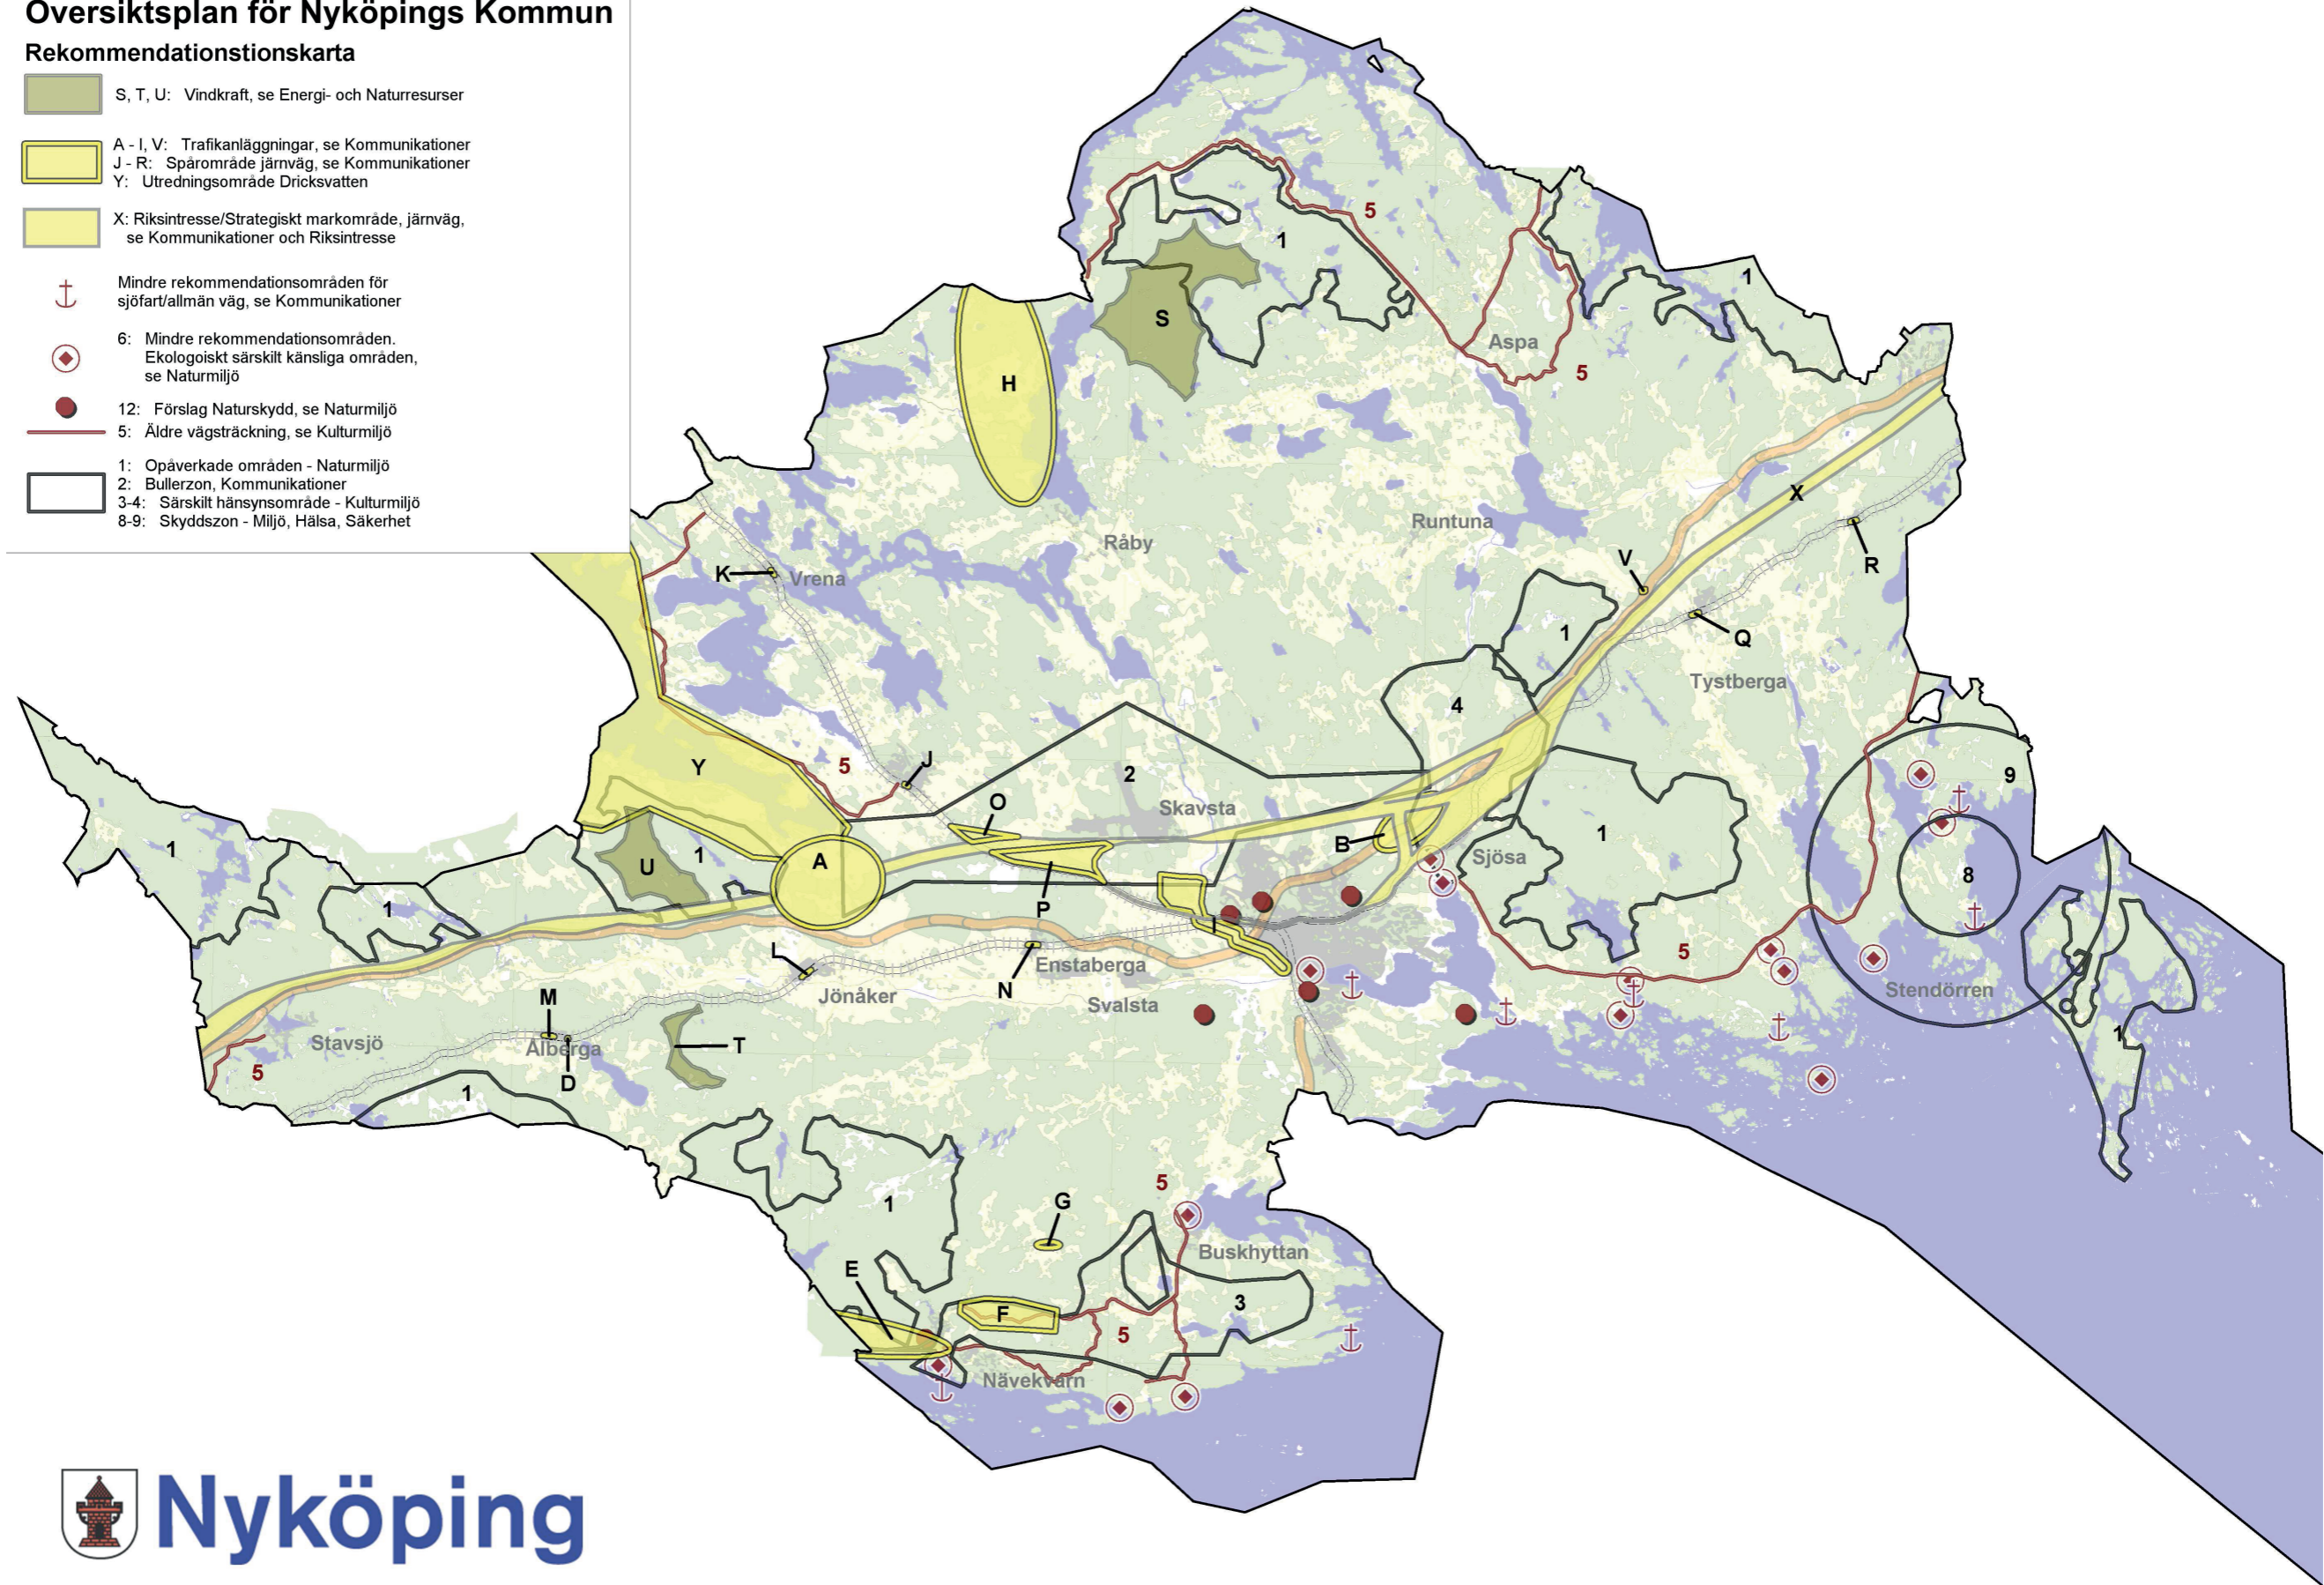 Översiktsplan för Nyköpings Kommun
Rekommendationstionskarta
S, T, U: Vindkraft, se Energi- och Naturresurser
A - I, V: Trafikanläggningar, se Kommunikationer
J - R: Spårområde järnväg, se Kommunikationer
Y: Utredningsområde Dricksvatten
X: Riksintresse/Strategiskt markområde, järnväg,
se Kommunikationer och Riksintresse
Mindre rekommendationsområden för
sjöfart/allmän väg, se Kommunikationer
6: Mindre rekommendationsområden.
Ekologoiskt särskilt känsliga områden,
se Naturmiljö
12: Förslag Naturskydd, se Naturmiljö
5: Äldre vägsträckning, se Kulturmiljö
1: Opåverkade områden - Naturmiljö
2: Bullerzon, Kommunikationer
3-4: Särskilt hänsynsområde - Kulturmiljö
8-9: Skyddszon - Miljö, Hälsa, Säkerhet
5
1
1
S
Aspa
5
H
X
Runtuna
Råby
V
R
K
Vrena
1
Q
Tystberga
4
Y
5
J
2
9
O
Skavsta
1
B
Sjösa
1
U
1
A
8
P
1
I
5
L
Enstaberga
N
Jönåker
Svalsta
Stendörren
M
Stavsjö
Ålberga
T
1
5
D
1
5
1
G
Buskhyttan
E
3
F
5
Nävekvarn
Nyköping